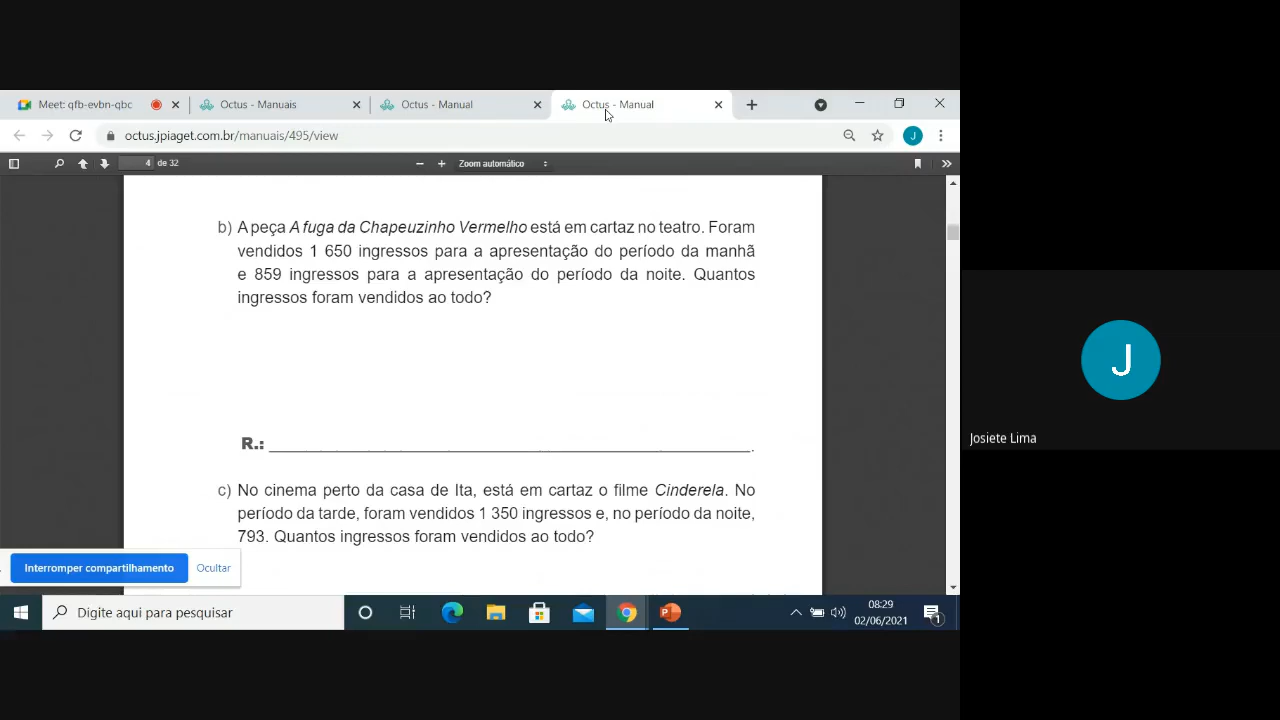 Meet: qfb-evbn-qbc
Octus - Manuais
Octus - Manual
Octus - Manual
octus.jpiaget.com.br/manuais/495/view
4 de 32
Zoom automático
b) A peça A fuga da Chapeuzinho Vermelho está em cartaz no teatro. Foram
vendidos 1 650 ingressos para a apresentação do período da manhã
e 859 ingressos para a apresentação do período da noite. Quantos
ingressos foram vendidos ao todo?
R.:
c) No cinema perto da casa de Ita, está em cartaz o filme Cinderela. No
período da tarde, foram vendidos 1 350 ingressos e, no período da noite,
793. Quantos ingressos foram vendidos ao todo?
Interromper compartilhamento
Ocultar
Digite aqui para pesquisar
08:29
02/06/2021
1
J
J
Josiete Lima